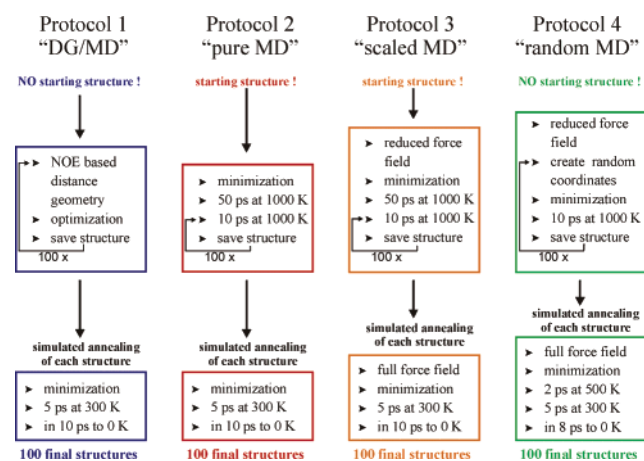 Protocol 1
"DG/MD"
NO starting structure !
➤ NOE based
distance
geometry
➤ optimization
➤ save structure
100 x
simulated annealing
of each structure
➤ minimization
➤ 5 ps at 300 K
➤ in 10 ps to 0 K
100 final structures
Protocol 2
"pure MD"
starting structure !
➤ minimization
➤ 50 ps at 1000 K
➤ 10 ps at 1000 K
➤ save structure
100 x
simulated annealing
of each structure
➤ minimization
➤ 5 ps at 300 K
➤ in 10 ps to 0 K
100 final structures
Protocol 3
"scaled MD"
starting structure !
➤ reduced force
field
➤ minimization
➤ 50 ps at 1000 K
➤ 10 ps at 1000 K
➤ save structure
100 x
simulated annealing
of each structure
➤ full force field
➤ minimization
➤ 5 ps at 300 K
➤ in 10 ps to 0 K
100 final structures
Protocol 4
"random MD"
NO starting structure !
➤ reduced force
field
➤ create random
coordinates
➤ minimization
➤ 10 ps at 1000 K
➤ save structure
100 x
simulated annealing
of each structure
➤ full force field
➤ minimization
➤ 2 ps at 500 K
➤ 5 ps at 300 K
➤ in 8 ps to 0 K
100 final structures